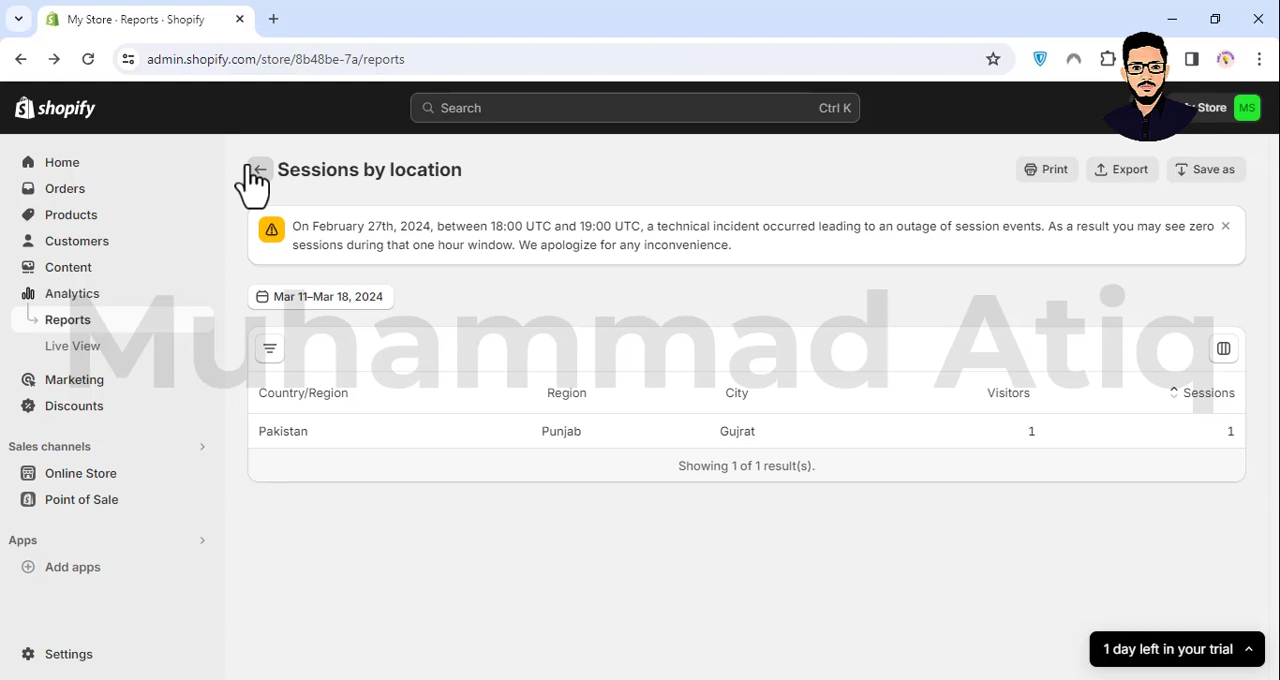 My Store · Reports · Shopify
admin.shopify.com/store/8b48be-7a/reports
shopify
Search
Ctrl K
Store
MS
Home
Orders
Products
Customers
Content
Analytics
Reports
Live View
Marketing
Discounts
Sales channels
Online Store
Point of Sale
Apps
Add apps
Settings
Sessions by location
Print
Export
Save as
On February 27th, 2024, between 18:00 UTC and 19:00 UTC, a technical incident occurred leading to an outage of session events. As a result you may see zero
sessions during that one hour window. We apologize for any inconvenience.
Mar 11–Mar 18, 2024
Muhammad Atiq
Country/Region Region City Visitors Sessions
Pakistan Punjab Gujrat 1 1
Showing 1 of 1 result(s).
1 day left in your trial